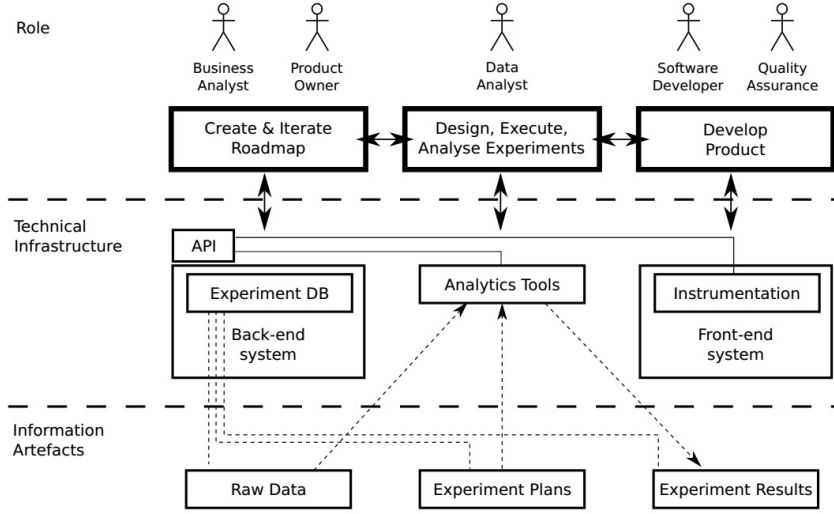 Role
Business
Analyst
Product
Owner
Data
Analyst
Software
Developer
Quality
Assurance
Create & Iterate
Roadmap
Design, Execute,
Analyse Experiments
Develop
Product
Technical
Infrastructure
API
Experiment DB
Back-end
system
Analytics Tools
Instrumentation
Front-end
system
Information
Artefacts
Raw Data
Experiment Plans
Experiment Results